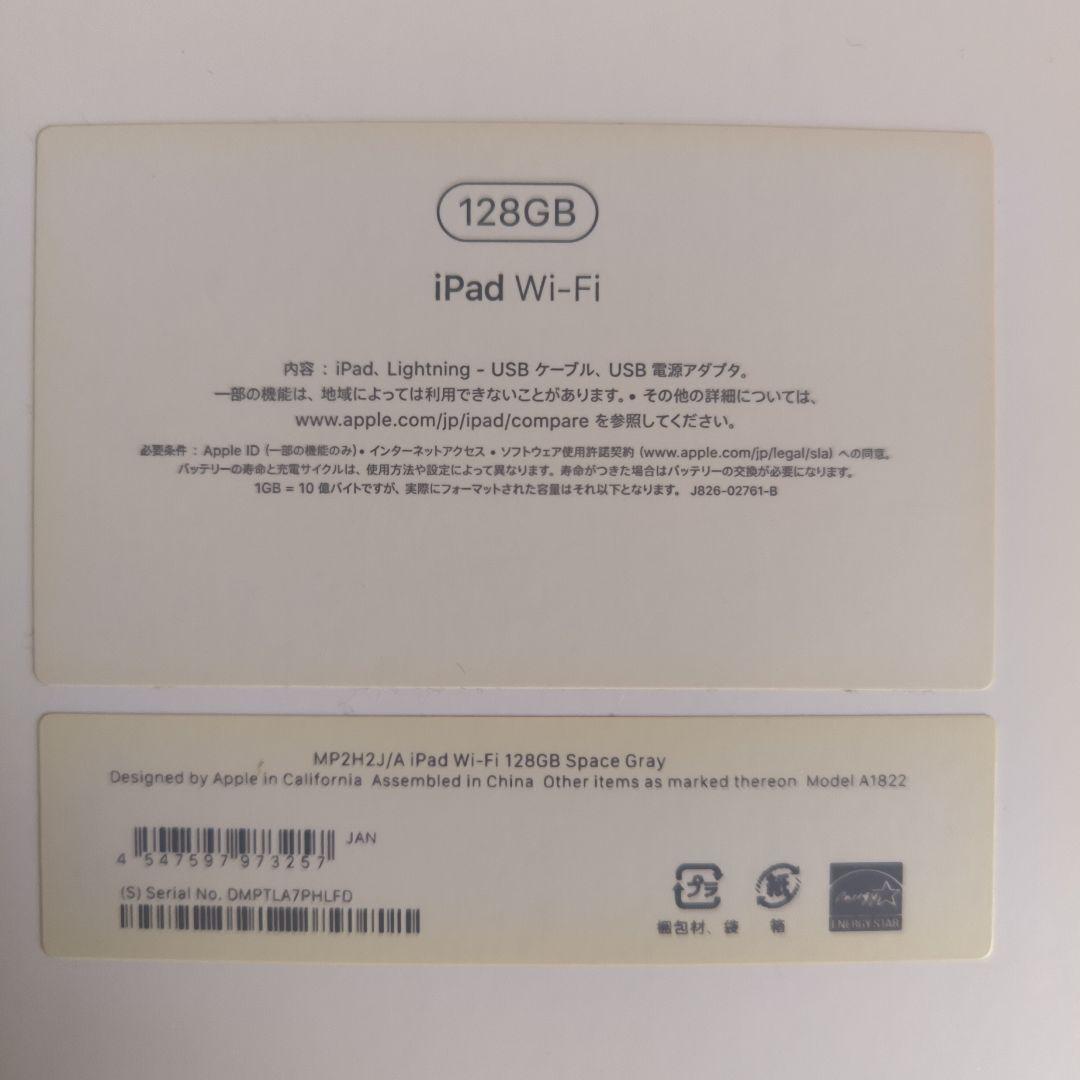 128GB
iPad Wi-Fi
内容 : iPad、Lightning - USB ケーブル、USB 電源アダプタ。
一部の機能は、地域によっては利用できないことがあります。• その他の詳細については、
www.apple.com/jp/ipad/compare を参照してください。
必要条件 : Apple ID (一部の機能のみ)• インターネットアクセス • ソフトウェア使用許諾契約 (www.apple.com/jp/legal/sla) への同意。
バッテリーの寿命と充電サイクルは、使用方法や設定によって異なります。寿命がつきた場合はバッテリーの交換が必要になります。
1GB = 10 億バイトですが、実際にフォーマットされた容量はそれ以下となります。 J826-02761-B
MP2H2J/A iPad Wi-Fi 128GB Space Gray
Designed by Apple in California Assembled in China Other items as marked thereon Model A1822
JAN
4 547597 973257
(S) Serial No. DMPTLA7PHLFD
プラ 紙 energy
ENERGY STAR
梱包材、袋 箱